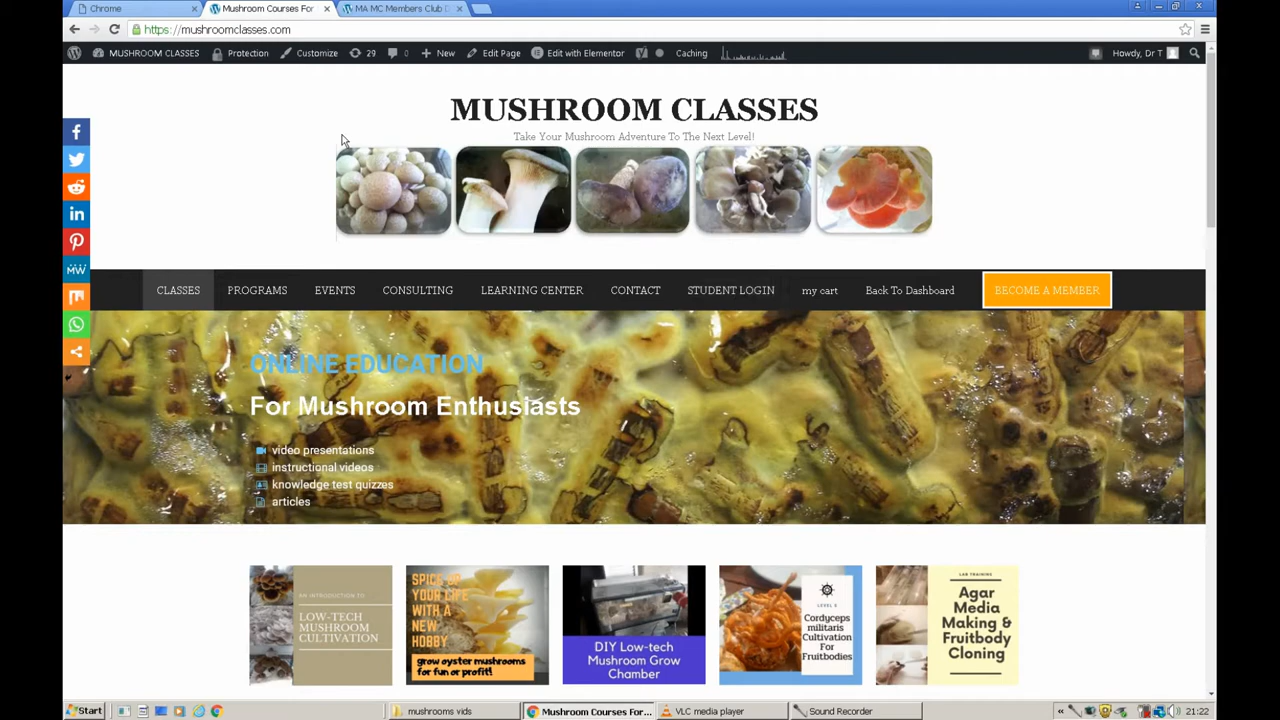 Chrome
Mushroom Courses For
MA MC Members Club D
https://mushroomclasses.com
MUSHROOM CLASSES
Protection
Customize
29
0
New
Edit Page
Edit with Elementor
Caching
Howdy, Dr T
MUSHROOM CLASSES
Take Your Mushroom Adventure To The Next Level!
CLASSES
PROGRAMS
EVENTS
CONSULTING
LEARNING CENTER
CONTACT
STUDENT LOGIN
my cart
Back To Dashboard
BECOME A MEMBER
ONLINE EDUCATION
For Mushroom Enthusiasts
video presentations
instructional videos
knowledge test quizzes
articles
AN INTRODUCTION TO
LOW-TECH
MUSHROOM
CULTIVATION
SPICE UP
YOUR LIFE
WITH A
NEW
HOBBY
grow oyster mushrooms
for fun or profit!
DIY Low-tech
Mushroom Grow
Chamber
Cordyceps
militaris
Cultivation
For
Fruitbodies
LAB TRAINING
Agar
Media
Making &
Fruitbody
Cloning
Start
mushrooms vids
Mushroom Courses For...
VLC media player
Sound Recorder
21:22